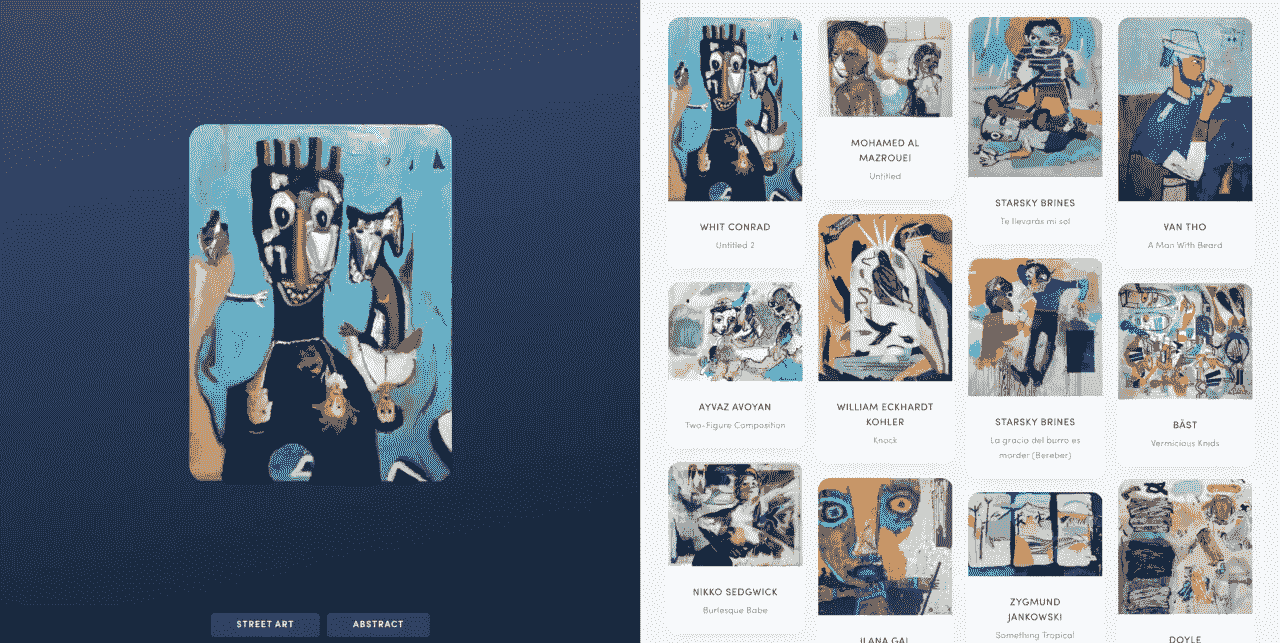 STREET ART
ABSTRACT
WHIT CONRAD
Untitled 2
AYVAZ AVOYAN
Two-Figure Composition
NIKKO SEDGWICK
Burlesque Babe
MOHAMED AL
MAZROUEI
Untitled
WILLIAM ECKHARDT
KOHLER
Knock
ILANA GAL
STARSKY BRINES
Te llevarás mi sol
STARSKY BRINES
La gracia del burro es
morder (Bereber)
ZYGMUND
JANKOWSKI
Something Tropical
VAN THO
A Man With Beard
BÄST
Vermicious Knids
DOYLE